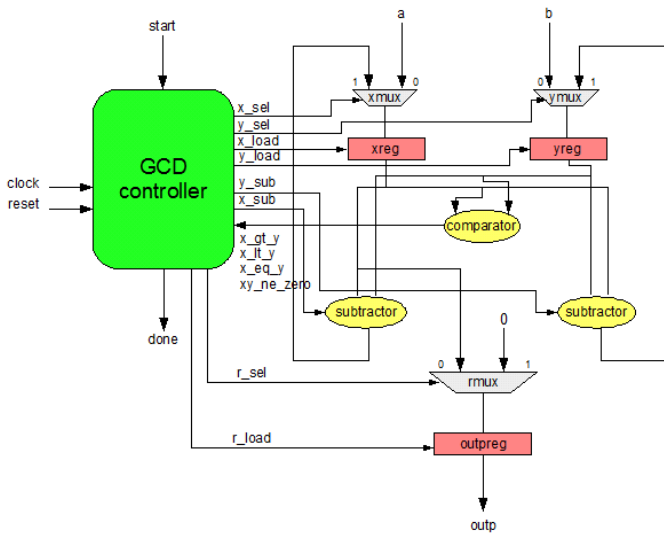 start
a
b
1
0
0
1
xmux
ymux
x_sel
y_sel
x_load
y_load
xreg
yreg
GCD
controller
clock
reset
y_sub
x_sub
comparator
x_gt_y
x_lt_y
x_eq_y
xy_ne_zero
subtractor
subtractor
done
0
0
1
r_sel
rmux
r_load
outpreg
outp